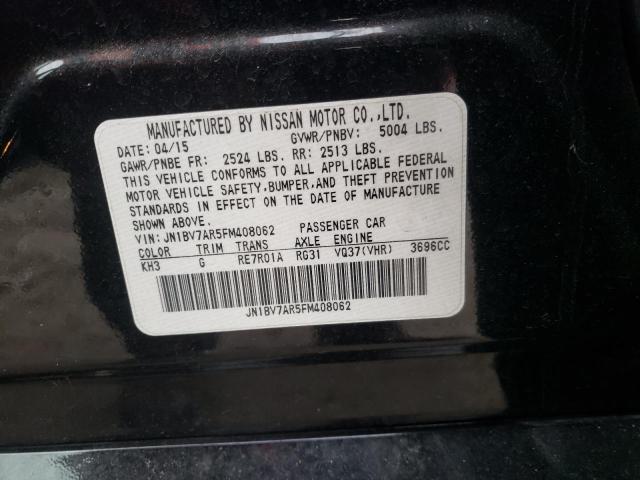 MANUFACTURED BY NISSAN MOTOR CO.,LTD.
DATE: 04/15 GVWR/PNBV: 5004 LBS.
GAWR/PNBE FR: 2524 LBS. RR: 2513 LBS.
THIS VEHICLE CONFORMS TO ALL APPLICABLE FEDERAL
MOTOR VEHICLE SAFETY, BUMPER, AND THEFT PREVENTION
STANDARDS IN EFFECT ON THE DATE OF MANUFACTURE
SHOWN ABOVE.
VIN: JN1BV7AR5FM408062 PASSENGER CAR
COLOR TRIM TRANS AXLE ENGINE
KH3 G RE7R01A RG31 VQ37(VHR) 3696CC
JN1BV7AR5FM408062